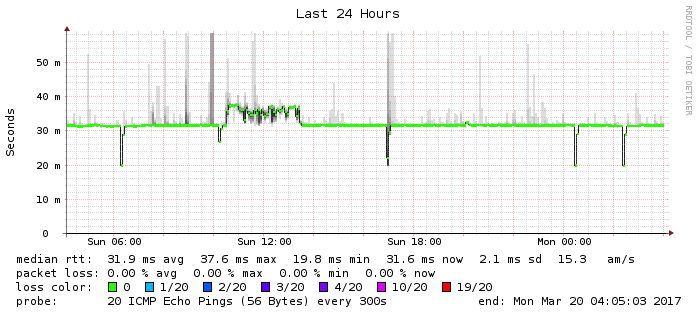 Last 24 Hours
RRDTOOL / TOBI OETIKER
Seconds
50 m
40 m
30 m
20 m
10 m
0
Sun 06:00 Sun 12:00 Sun 18:00 Mon 00:00
median rtt: 31.9 ms avg 37.6 ms max 19.8 ms min 31.6 ms now 2.1 ms sd 15.3 am/s
packet loss: 0.00 % avg 0.00 % max 0.00 % min 0.00 % now
loss color: 0 1/20 2/20 3/20 4/20 10/20 19/20
probe: 20 ICMP Echo Pings (56 Bytes) every 300s end: Mon Mar 20 04:05:03 2017